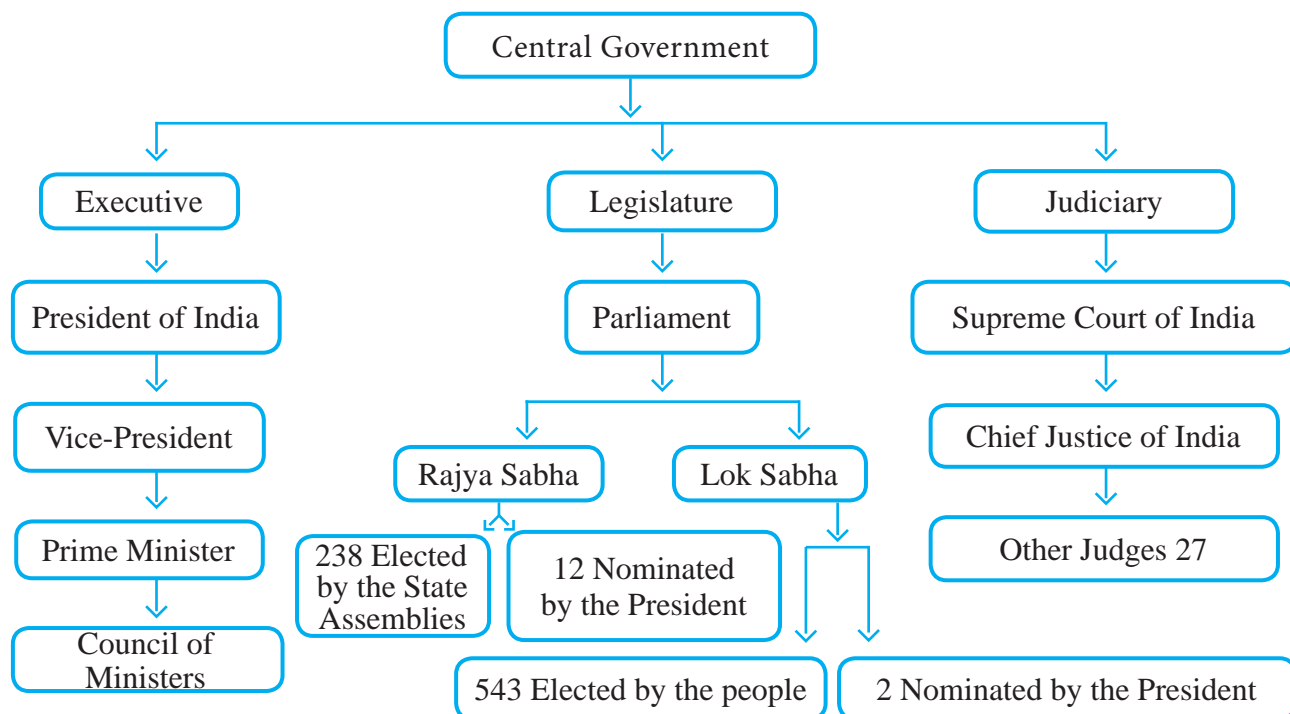 Central Government
Executive
Legislature
Judiciary
President of India
Parliament
Supreme Court of India
Vice-President
Rajya Sabha
Lok Sabha
Chief Justice of India
Prime Minister
238 Elected
by the State
Assemblies
12 Nominated
by the President
Other Judges 27
Council of
Ministers
543 Elected by the people
2 Nominated by the President